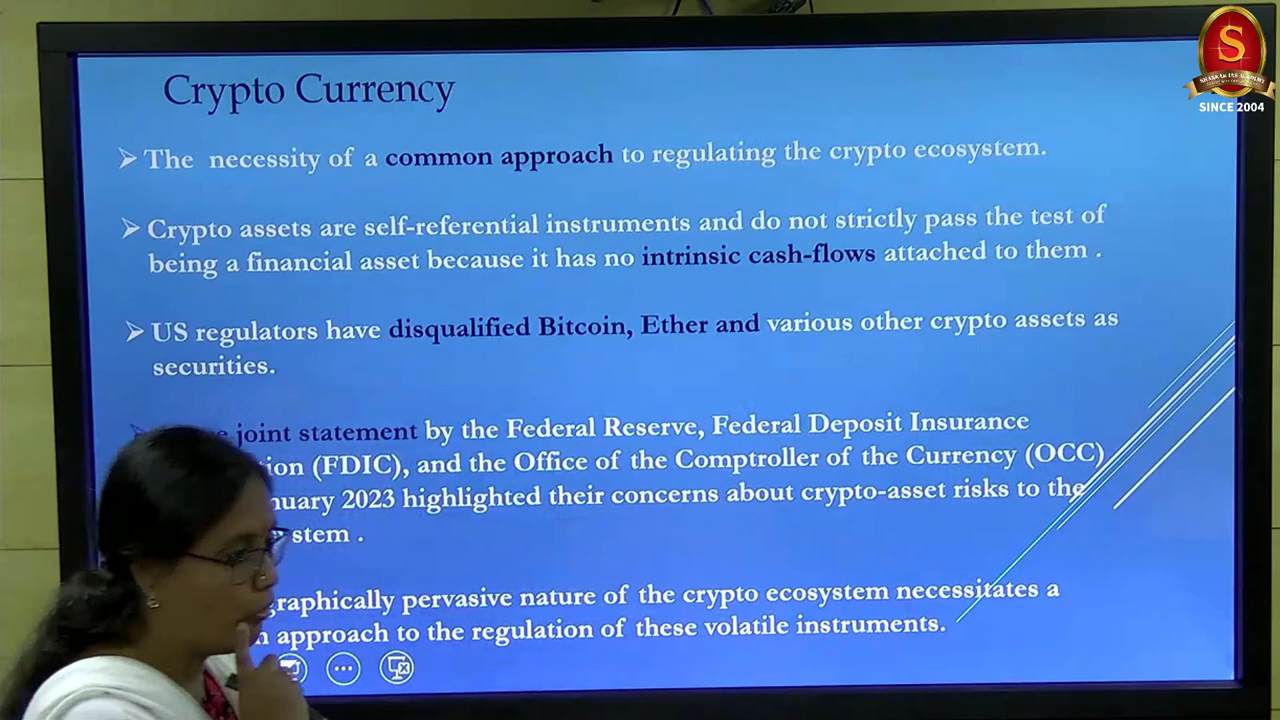 Crypto Currency
The necessity of a common approach to regulating the crypto ecosystem.
Crypto assets are self-referential instruments and do not strictly pass the test of
being a financial asset because it has no intrinsic cash-flows attached to them .
US regulators have disqualified Bitcoin, Ether and various other crypto assets as
securities.
joint statement by the Federal Reserve, Federal Deposit Insurance
ion (FDIC), and the Office of the Comptroller of the Currency (OCC)
nuary 2023 highlighted their concerns about crypto-asset risks to the
stem .
graphically pervasive nature of the crypto ecosystem necessitates a
n approach to the regulation of these volatile instruments.
S
SHANKAR IAS ACADEMY
SINCE 2004